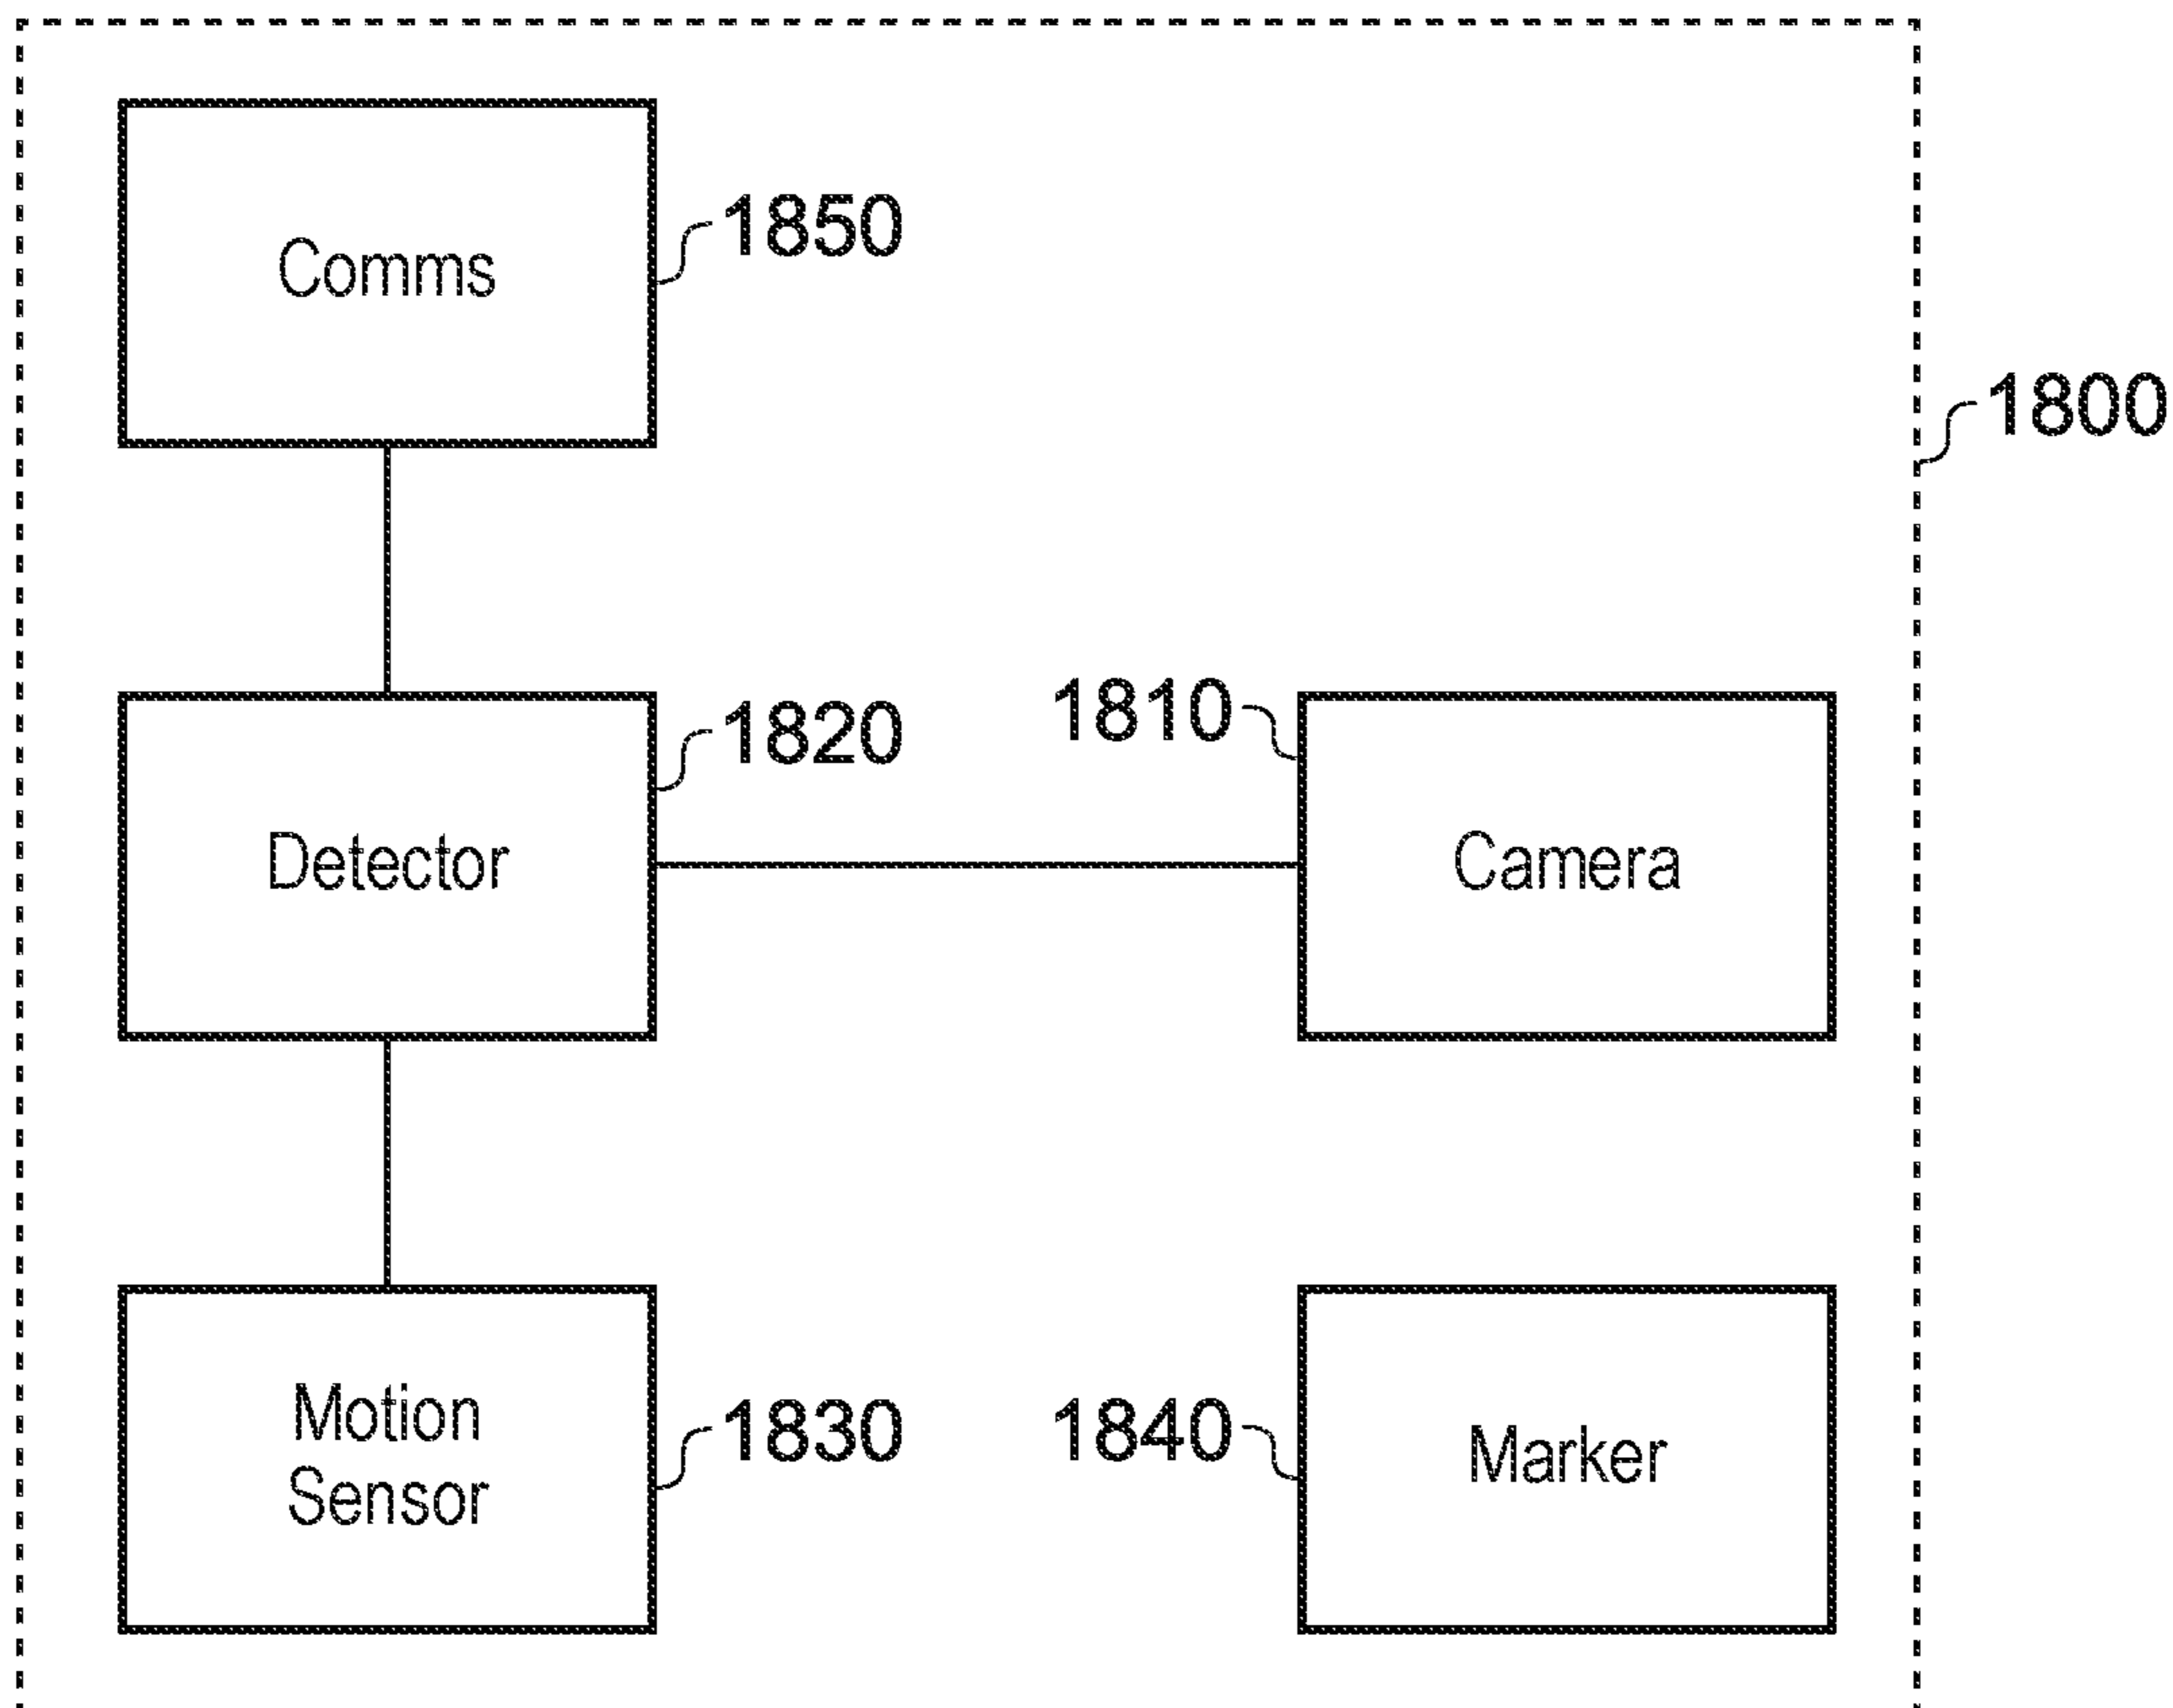 Comms
1850
1800
Detector
1820
1810
Camera
Motion
Sensor
1830
1840
Marker